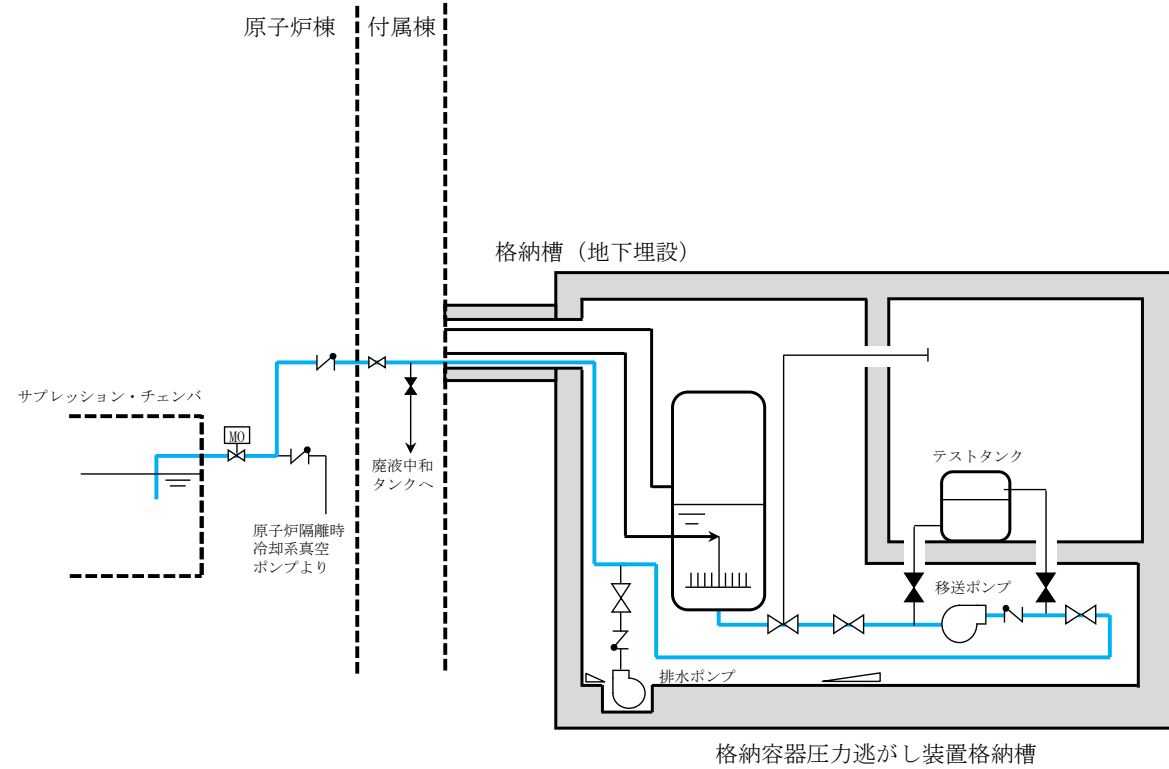 原子炉棟
付属棟
格納槽(地下埋設)
サプレッション・チェンバ
MO
廃液中和
タンクへ
原子炉隔離時
冷却系真空
ポンプより
テストタンク
移送ポンプ
排水ポンプ
格納容器圧力逃がし装置格納槽